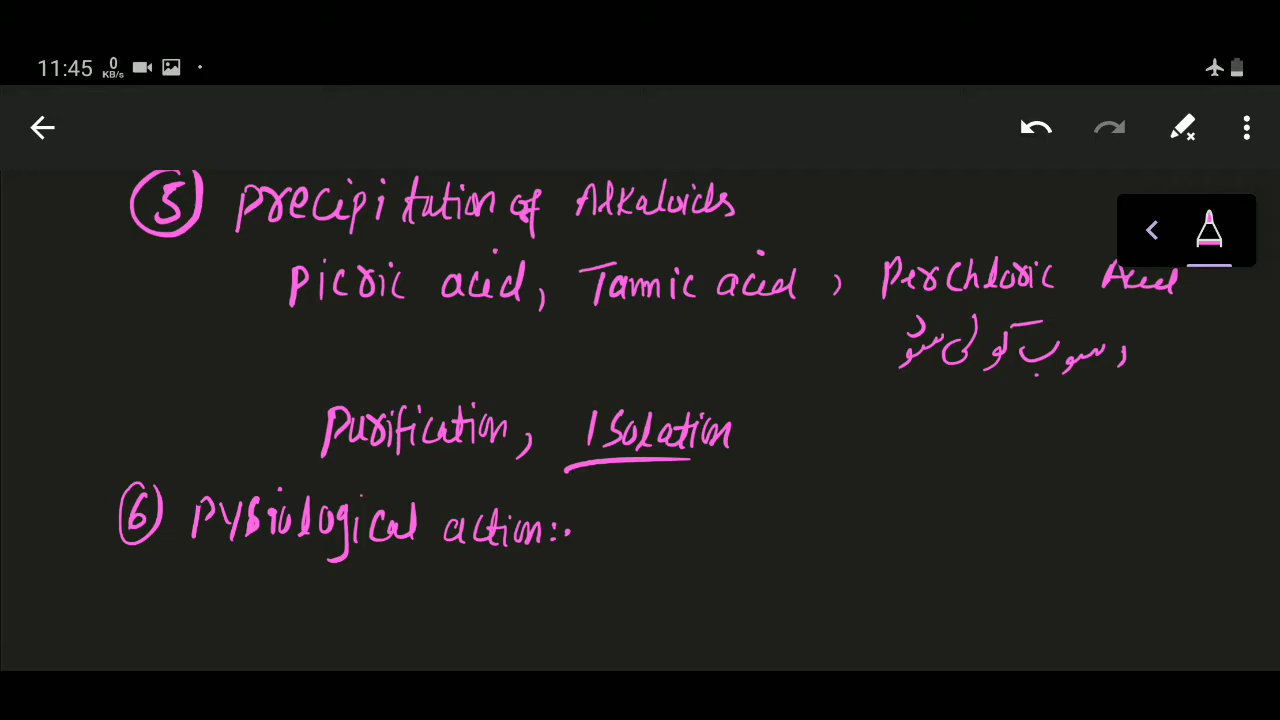 11:45 0 KB/s
5 Precipitation of Alkaloids
Picric acid, Tannic acid, Perchloric Acid
Purification, Isolation
6 Pysiological action:-